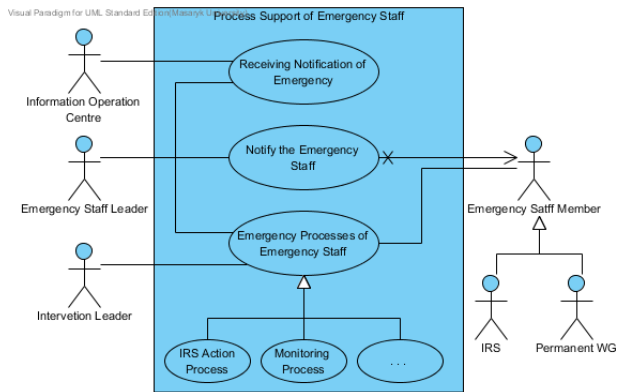 Visual Paradigm for UML Standard Edition(Masaryk
Process Support of Emergency Staff
Receiving Notification of
Emergency
Information Operation
Centre
Notify the Emergency
Staff
Emergency Staff Leader
Emergency Satff Member
Emergency Processes of
Emergency Staff
Intervetion Leader
IRS Action
Process
Monitoring
Process
. . .
IRS
Permanent WG